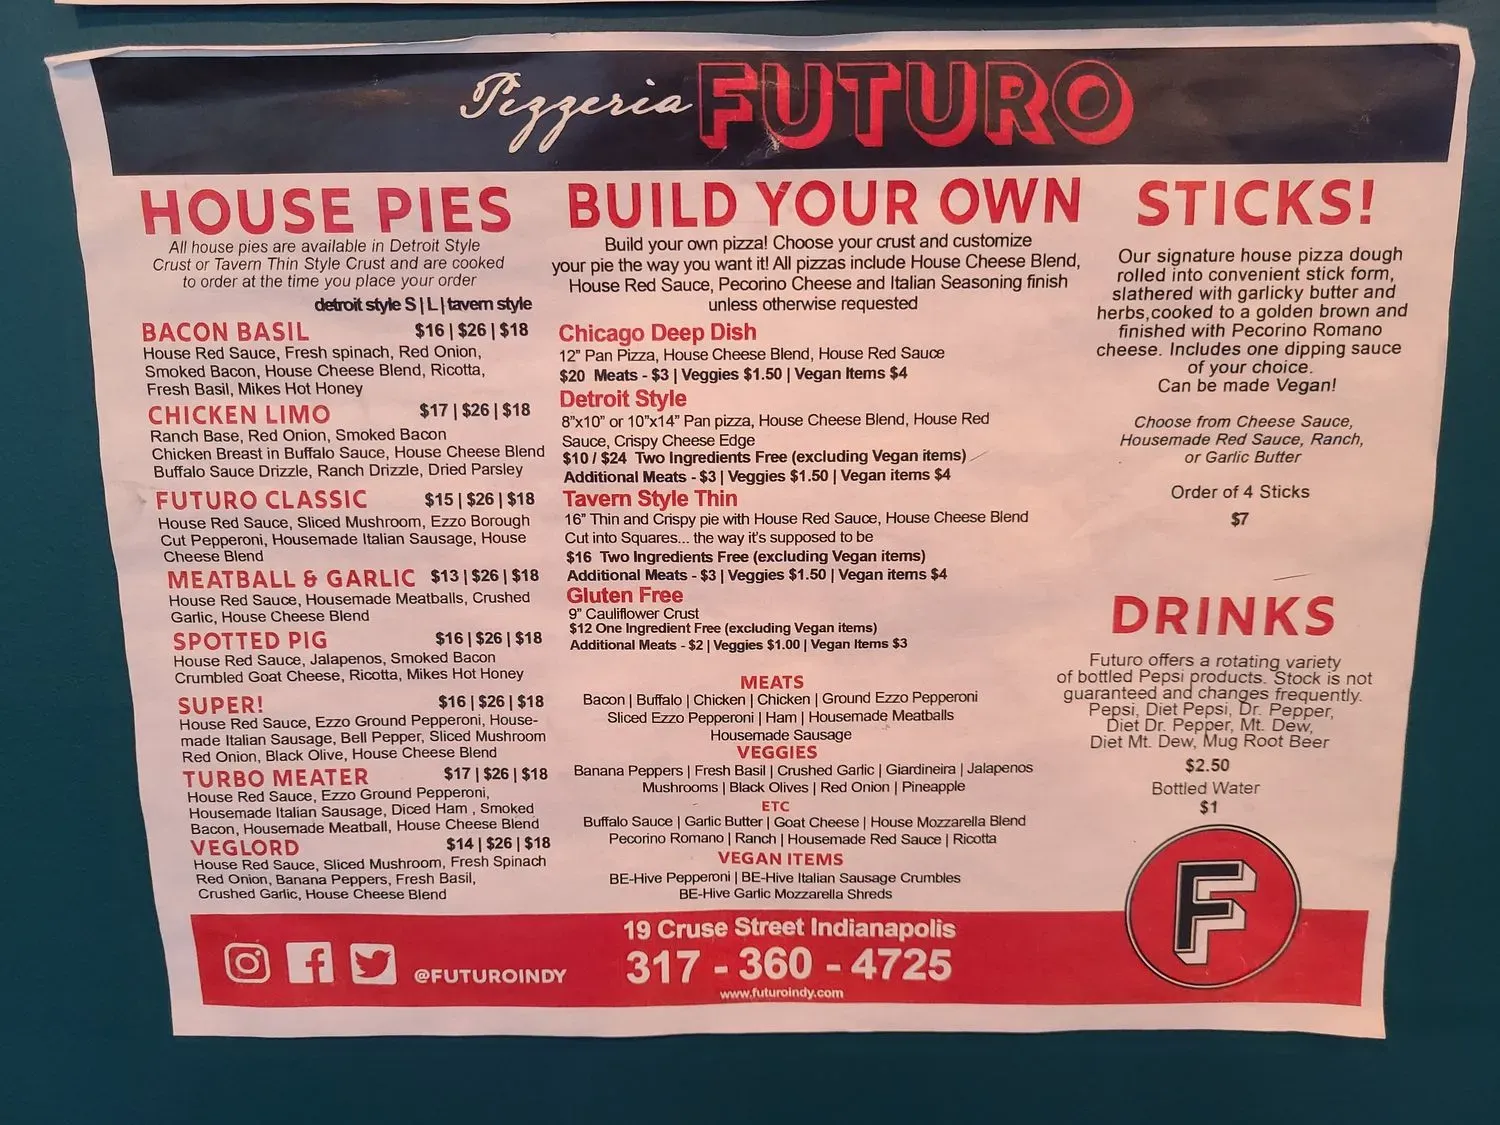 Pizzeria FUTURO
HOUSE PIES
All house pies are available in Detroit Style
Crust or Tavern Thin Style Crust and are cooked
to order at the time you place your order
detroit style S | L | tavern style
BACON BASIL $16 | $26 | $18
House Red Sauce, Fresh spinach, Red Onion,
Smoked Bacon, House Cheese Blend, Ricotta,
Fresh Basil, Mikes Hot Honey
CHICKEN LIMO $17 | $26 | $18
Ranch Base, Red Onion, Smoked Bacon
Chicken Breast in Buffalo Sauce, House Cheese Blend
Buffalo Sauce Drizzle, Ranch Drizzle, Dried Parsley
FUTURO CLASSIC $15 | $26 | $18
House Red Sauce, Sliced Mushroom, Ezzo Borough
Cut Pepperoni, Housemade Italian Sausage, House
Cheese Blend
MEATBALL & GARLIC $13 | $26 | $18
House Red Sauce, Housemade Meatballs, Crushed
Garlic, House Cheese Blend
SPOTTED PIG $16 | $26 | $18
House Red Sauce, Jalapenos, Smoked Bacon
Crumbled Goat Cheese, Ricotta, Mikes Hot Honey
SUPER! $16 | $26 | $18
House Red Sauce, Ezzo Ground Pepperoni, House-
made Italian Sausage, Bell Pepper, Sliced Mushroom
Red Onion, Black Olive, House Cheese Blend
TURBO MEATER $17 | $26 | $18
House Red Sauce, Ezzo Ground Pepperoni,
Housemade Italian Sausage, Diced Ham , Smoked
Bacon, Housemade Meatball, House Cheese Blend
VEGLORD $14 | $26 | $18
House Red Sauce, Sliced Mushroom, Fresh Spinach
Red Onion, Banana Peppers, Fresh Basil,
Crushed Garlic, House Cheese Blend
BUILD YOUR OWN
Build your own pizza! Choose your crust and customize
your pie the way you want it! All pizzas include House Cheese Blend,
House Red Sauce, Pecorino Cheese and Italian Seasoning finish
unless otherwise requested
Chicago Deep Dish
12" Pan Pizza, House Cheese Blend, House Red Sauce
$20 Meats - $3 | Veggies $1.50 | Vegan Items $4
Detroit Style
8"x10" or 10"x14" Pan pizza, House Cheese Blend, House Red
Sauce, Crispy Cheese Edge
$10 / $24 Two Ingredients Free (excluding Vegan items)
Additional Meats - $3 | Veggies $1.50 | Vegan items $4
Tavern Style Thin
16" Thin and Crispy pie with House Red Sauce, House Cheese Blend
Cut into Squares... the way it's supposed to be
$16 Two Ingredients Free (excluding Vegan items)
Additional Meats - $3 | Veggies $1.50 | Vegan items $4
Gluten Free
9" Cauliflower Crust
$12 One Ingredient Free (excluding Vegan items)
Additional Meats - $2 | Veggies $1.00 | Vegan Items $3
MEATS
Bacon | Buffalo | Chicken | Chicken | Ground Ezzo Pepperoni
Sliced Ezzo Pepperoni | Ham | Housemade Meatballs
Housemade Sausage
VEGGIES
Banana Peppers | Fresh Basil | Crushed Garlic | Giardineira | Jalapenos
Mushrooms | Black Olives | Red Onion | Pineapple
ETC
Buffalo Sauce | Garlic Butter | Goat Cheese | House Mozzarella Blend
Pecorino Romano | Ranch | Housemade Red Sauce | Ricotta
VEGAN ITEMS
BE-Hive Pepperoni | BE-Hive Italian Sausage Crumbles
BE-Hive Garlic Mozzarella Shreds
STICKS!
Our signature house pizza dough
rolled into convenient stick form,
slathered with garlicky butter and
herbs,cooked to a golden brown and
finished with Pecorino Romano
cheese. Includes one dipping sauce
of your choice.
Can be made Vegan!
Choose from Cheese Sauce,
Housemade Red Sauce, Ranch,
or Garlic Butter
Order of 4 Sticks
$7
DRINKS
Futuro offers a rotating variety
of bottled Pepsi products. Stock is not
guaranteed and changes frequently.
Pepsi, Diet Pepsi, Dr. Pepper,
Diet Dr. Pepper, Mt. Dew,
Diet Mt. Dew, Mug Root Beer
$2.50
Bottled Water
$1
F
@FUTUROINDY
19 Cruse Street Indianapolis
317 - 360 - 4725
www.futuroindy.com